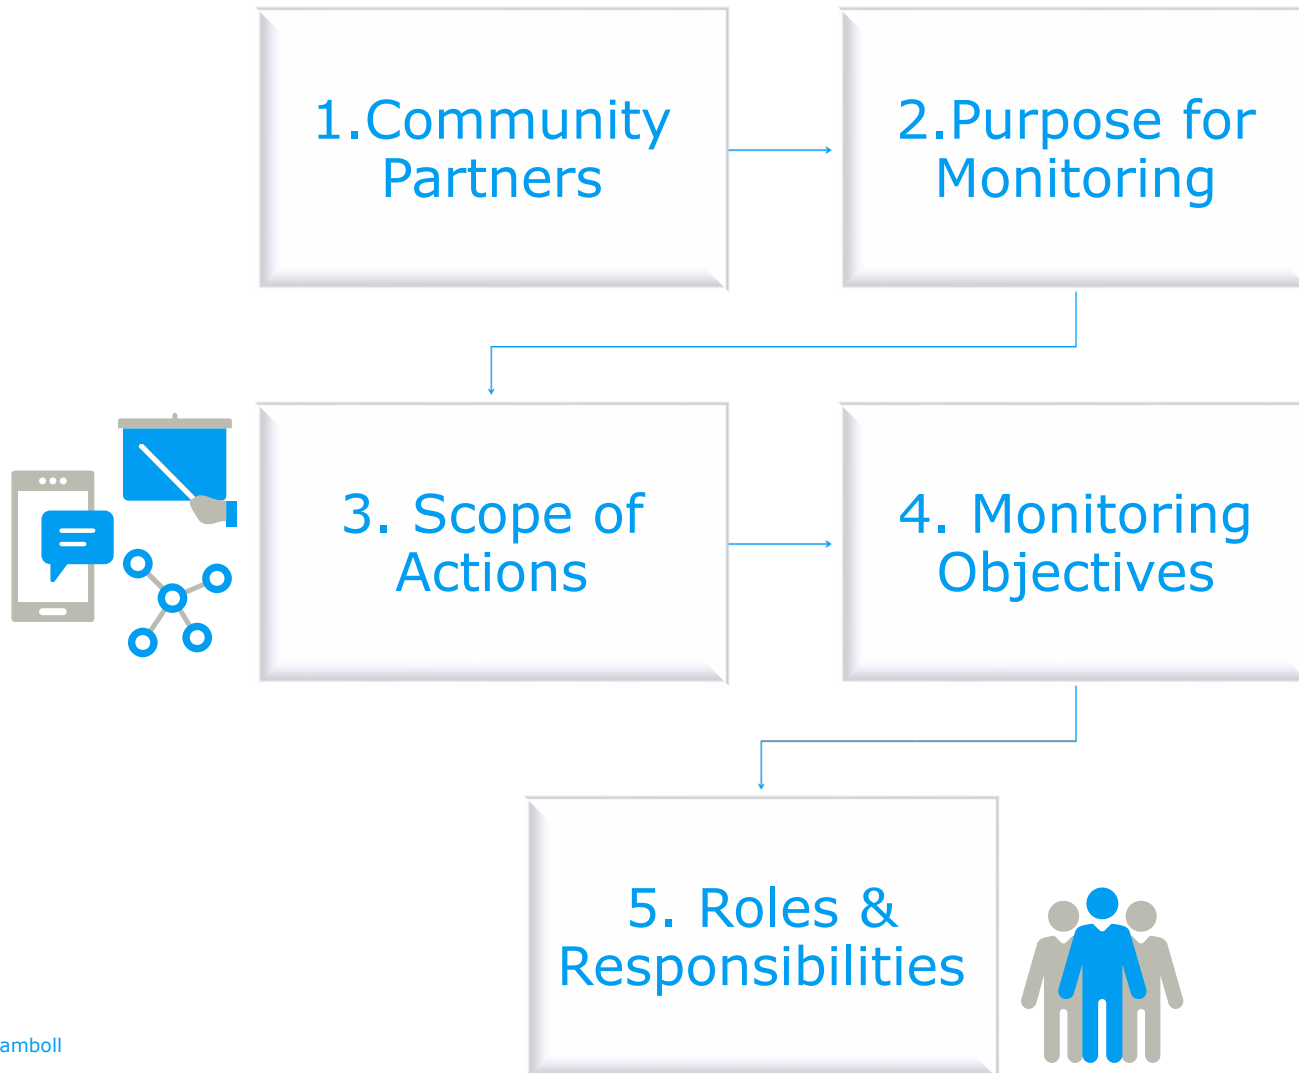 1.Community
Partners
2.Purpose for
Monitoring
3. Scope of
Actions
4. Monitoring
Objectives
5. Roles &
Responsibilities
amboll